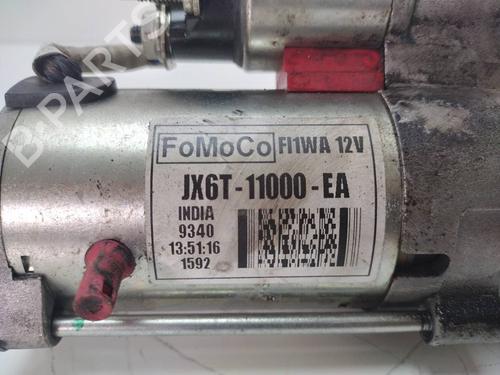 FoMoCo FI1WA 12V
JX6T-11000-EA
INDIA
9340
13:51:16
1592
B-PARTS